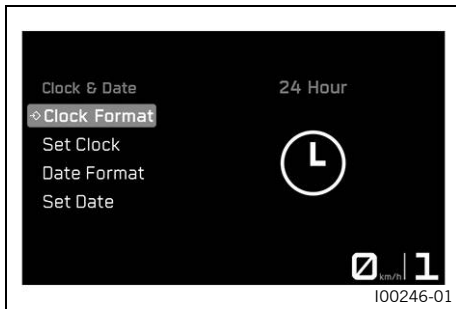 Clock & Date
24 Hour
Clock Format
Set Clock
Date Format
Set Date
0 km/h 1
I00246-01